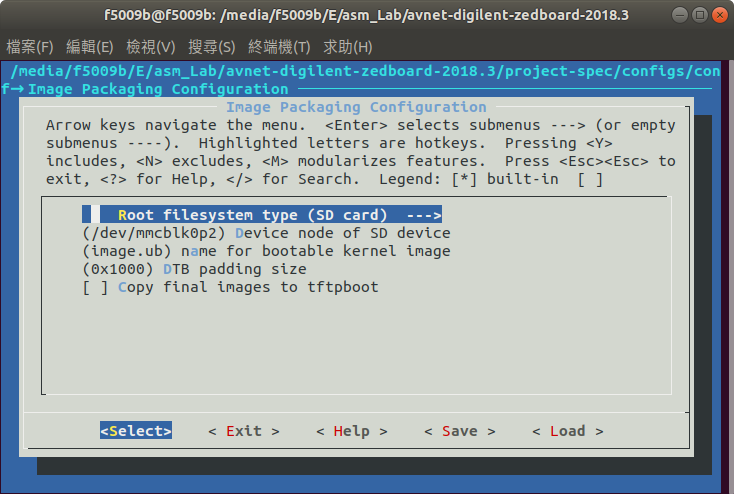 f5009b@f5009b: /media/f5009b/E/asm_Lab/avnet-digilent-zedboard-2018.3
檔案(F) 編輯(E) 檢視(V) 搜尋(S) 終端機(T) 求助(H)
/media/f5009b/E/asm_Lab/avnet-digilent-zedboard-2018.3/project-spec/configs/con
f→Image Packaging Configuration
Image Packaging Configuration
Arrow keys navigate the menu.  <Enter> selects submenus ---> (or empty
submenus ----).  Highlighted letters are hotkeys.  Pressing <Y>
includes, <N> excludes, <M> modularizes features.  Press <Esc><Esc> to
exit, <?> for Help, </> for Search.  Legend: [*] built-in  [ ]
Root filesystem type (SD card)  --->
(/dev/mmcblk0p2) Device node of SD device
(image.ub) name for bootable kernel image
(0x1000) DTB padding size
[ ] Copy final images to tftpboot
<Select>    < Exit >    < Help >    < Save >    < Load >